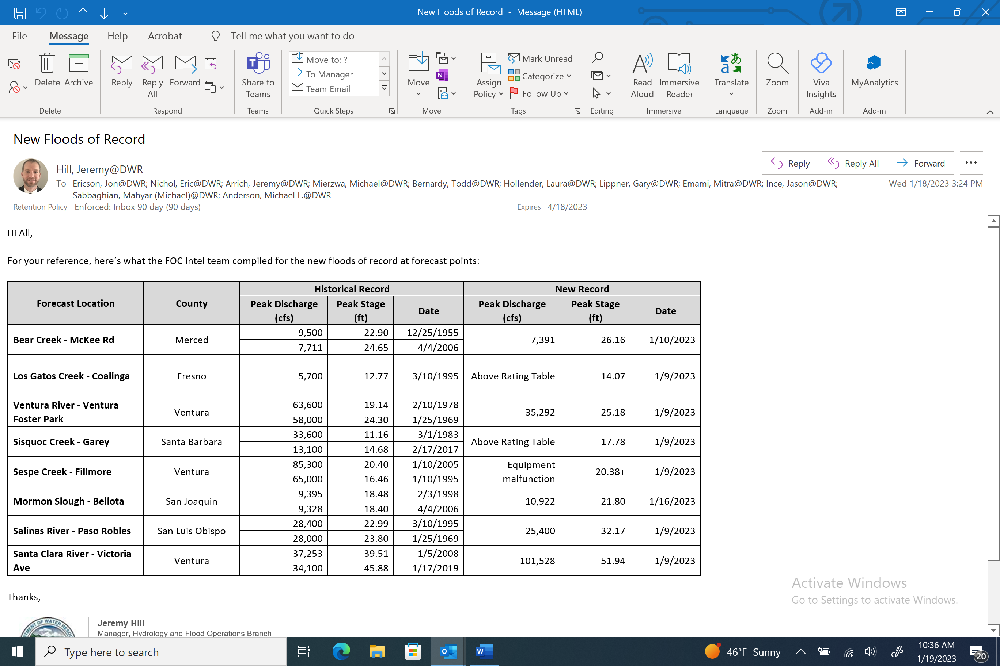 New Floods of Record - Message (HTML)
File Message Help Acrobat Tell me what you want to do
Delete Archive
Delete
Reply Reply All Forward
Respond
Share to Teams
Teams
Move to: ?
To Manager
Team Email
Quick Steps
Move
Move
Assign Policy
Mark Unread
Categorize
Follow Up
Tags
Editing
Read Aloud
Immersive Reader
Immersive
Translate
Language
Zoom
Zoom
Viva Insights
Add-in
MyAnalytics
Add-in
New Floods of Record
Hill, Jeremy@DWR
Reply Reply All Forward
To Ericson, Jon@DWR; Nichol, Eric@DWR; Arrich, Jeremy@DWR; Mierzwa, Michael@DWR; Bernardy, Todd@DWR; Hollender, Laura@DWR; Lippner, Gary@DWR; Emami, Mitra@DWR; Ince, Jason@DWR;
Wed 1/18/2023 3:24 PM
Sabbaghian, Mahyar (Michael)@DWR; Anderson, Michael L.@DWR
Retention Policy Enforced: Inbox 90 day (90 days) Expires 4/18/2023
Hi All,
For your reference, here’s what the FOC Intel team compiled for the new floods of record at forecast points:
Forecast Location County Historical Record New Record
Peak Discharge (cfs) Peak Stage (ft) Date Peak Discharge (cfs) Peak Stage (ft) Date
Bear Creek - McKee Rd Merced 9,500 22.90 12/25/1955 7,391 26.16 1/10/2023
7,711 24.65 4/4/2006
Los Gatos Creek - Coalinga Fresno 5,700 12.77 3/10/1995 Above Rating Table 14.07 1/9/2023
Ventura River - Ventura Foster Park Ventura 63,600 19.14 2/10/1978 35,292 25.18 1/9/2023
58,000 24.30 1/25/1969
Sisquoc Creek - Garey Santa Barbara 33,600 11.16 3/1/1983 Above Rating Table 17.78 1/9/2023
13,100 14.68 2/17/2017
Sespe Creek - Fillmore Ventura 85,300 20.40 1/10/2005 Equipment malfunction 20.38+ 1/9/2023
65,000 16.46 1/10/1995
Mormon Slough - Bellota San Joaquin 9,395 18.48 2/3/1998 10,922 21.80 1/16/2023
9,328 18.40 4/4/2006
Salinas River - Paso Robles San Luis Obispo 28,400 22.99 3/10/1995 25,400 32.17 1/9/2023
28,000 23.80 1/25/1969
Santa Clara River - Victoria Ave Ventura 37,253 39.51 1/5/2008 101,528 51.94 1/9/2023
34,100 45.88 1/17/2019
Thanks,
Activate Windows
Go to Settings to activate Windows.
Jeremy Hill
Manager, Hydrology and Flood Operations Branch
Type here to search
46°F Sunny
10:36 AM
1/19/2023
20